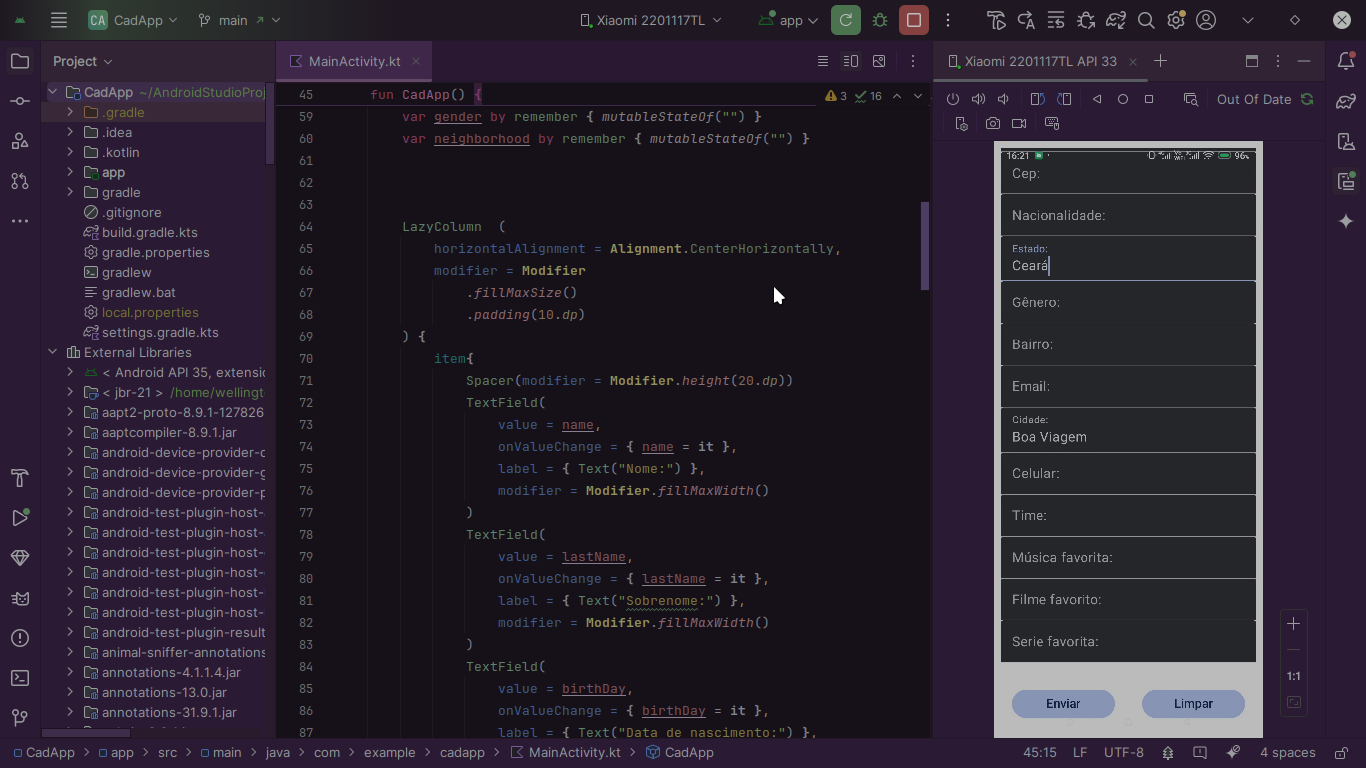 CA CadApp main Xiaomi 2201117TL app
Project
MainActivity.kt
Xiaomi 2201117TL API 33
CadApp ~/AndroidStudioProj
.gradle
.idea
.kotlin
app
gradle
.gitignore
build.gradle.kts
gradle.properties
gradlew
gradlew.bat
local.properties
settings.gradle.kts
External Libraries
< Android API 35, extensio
< jbr-21 > /home/wellingt
aapt2-proto-8.9.1-127826
aaptcompiler-8.9.1.jar
android-device-provider-
android-device-provider-g
android-device-provider-p
android-test-plugin-host-
android-test-plugin-host-
android-test-plugin-host-
android-test-plugin-host-
android-test-plugin-host-
android-test-plugin-host-
android-test-plugin-result
animal-sniffer-annotations
annotations-4.1.1.4.jar
annotations-13.0.jar
annotations-31.9.1.jar
45 fun CadApp() {
3 16
59 var gender by remember { mutableStateOf("") }
60 var neighborhood by remember { mutableStateOf("") }
61
62
63
64 LazyColumn (
65 horizontalAlignment = Alignment.CenterHorizontally,
66 modifier = Modifier
67 .fillMaxSize()
68 .padding(10.dp)
69 ) {
70 item{
71 Spacer(modifier = Modifier.height(20.dp))
72 TextField(
73 value = name,
74 onValueChange = { name = it },
75 label = { Text("Nome:") },
76 modifier = Modifier.fillMaxWidth()
77 )
78 TextField(
79 value = lastName,
80 onValueChange = { lastName = it },
81 label = { Text("Sobrenome:") },
82 modifier = Modifier.fillMaxWidth()
83 )
84 TextField(
85 value = birthDay,
86 onValueChange = { birthDay = it },
87 label = { Text("Data de nascimento:") },
Out Of Date
16:21 96%
Cep:
Nacionalidade:
Estado:
Ceará
Gênero:
Bairro:
Email:
Cidade:
Boa Viagem
Celular:
Time:
Música favorita:
Filme favorito:
Serie favorita:
Enviar Limpar
1:1
CadApp > app > src > main > java > com > example > cadapp > MainActivity.kt > CadApp
45:15 LF UTF-8 4 spaces